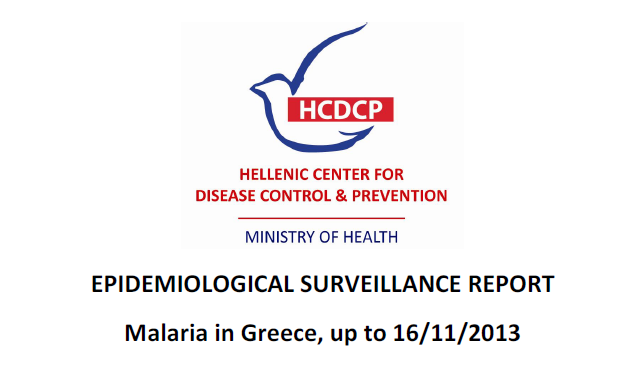 HCDCP
HELLENIC CENTER FOR
DISEASE CONTROL & PREVENTION
MINISTRY OF HEALTH
EPIDEMIOLOGICAL SURVEILLANCE REPORT
Malaria in Greece, up to 16/11/2013